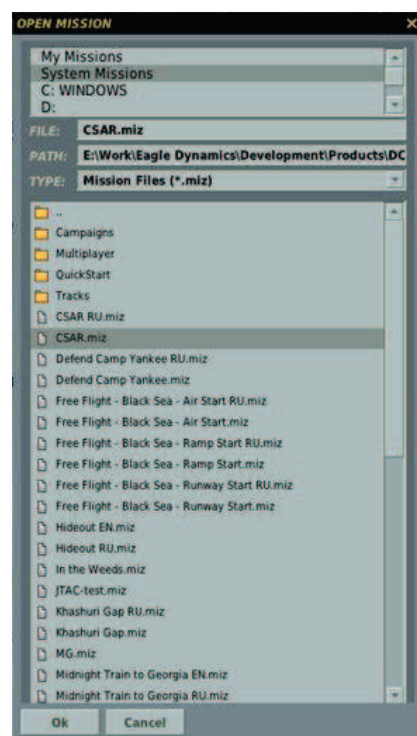 OPEN MISSION
My Missions
System Missions
C: WINDOWS
D:
FILE: CSAR.miz
PATH: E:\Work\Eagle Dynamics\Development\Products\DC
TYPE: Mission Files (*.miz)
..
Campaigns
Multiplayer
QuickStart
Tracks
CSAR RU.miz
CSAR.miz
Defend Camp Yankee RU.miz
Defend Camp Yankee.miz
Free Flight - Black Sea - Air Start RU.miz
Free Flight - Black Sea - Air Start.miz
Free Flight - Black Sea - Ramp Start RU.miz
Free Flight - Black Sea - Ramp Start.miz
Free Flight - Black Sea - Runway Start RU.miz
Free Flight - Black Sea - Runway Start.miz
Hideout EN.miz
Hideout RU.miz
In the Weeds.miz
JTAC-test.miz
Khashuri Gap RU.miz
Khashuri Gap.miz
MG.miz
Midnight Train to Georgia EN.miz
Midnight Train to Georgia RU.miz
Ok Cancel